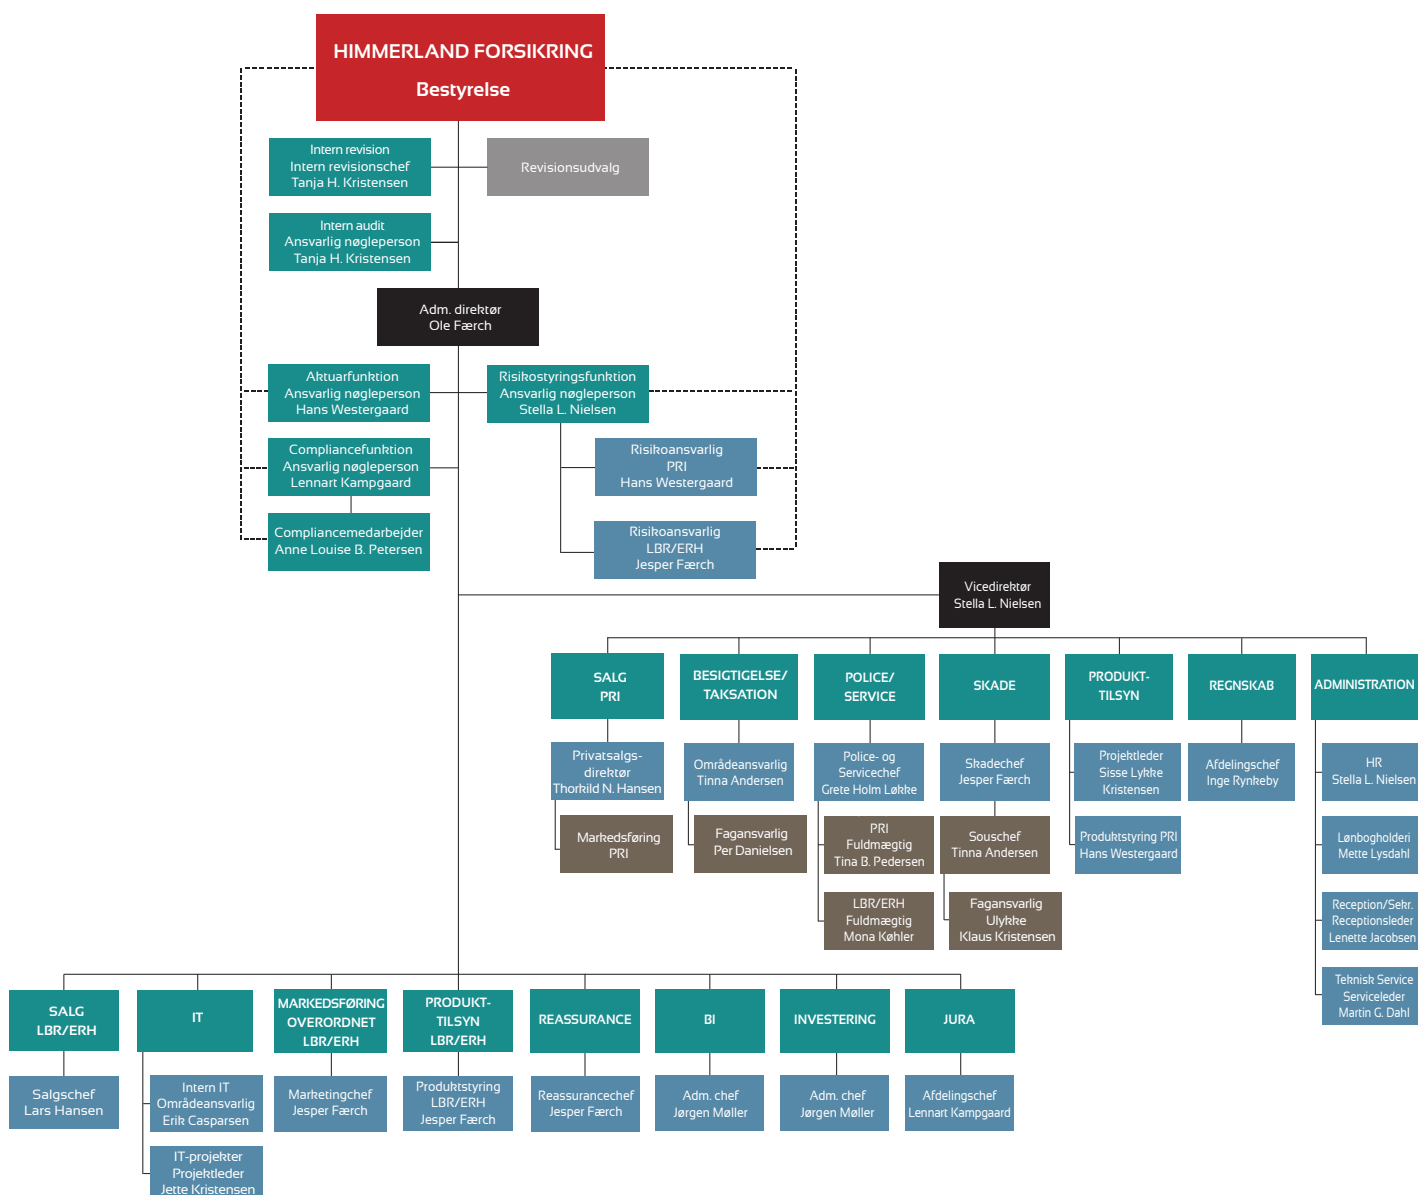 HIMMERLAND FORSIKRING
Bestyrelse
Intern revision
Intern revisionschef
Tanja H. Kristensen
Revisionsudvalg
Intern audit
Ansvarlig nøgleperson
Tanja H. Kristensen
Adm. direktør
Ole Færch
Aktuarfunktion
Ansvarlig nøgleperson
Hans Westergaard
Risikostyringsfunktion
Ansvarlig nøgleperson
Stella L. Nielsen
Compliancefunktion
Ansvarlig nøgleperson
Lennart Kampgaard
Risikoansvarlig
PRI
Hans Westergaard
Compliancemedarbejder
Anne Louise B. Petersen
Risikoansvarlig
LBR/ERH
Jesper Færch
Vicedirektør
Stella L. Nielsen
SALG
PRI
BESIGTIGELSE/
TAKSATION
POLICE/
SERVICE
SKADE
PRODUKT-
TILSYN
REGNSKAB
ADMINISTRATION
Privatsalgs-
direktør
Thorkild N. Hansen
Områdeansvarlig
Tinna Andersen
Police- og
Servicechef
Grete Holm Løkke
Skadechef
Jesper Færch
Projektleder
Sisse Lykke
Kristensen
Afdelingschef
Inge Rynkeby
HR
Stella L. Nielsen
Markedsføring
PRI
Fagansvarlig
Per Danielsen
PRI
Fuldmægtig
Tina B. Pedersen
Souschef
Tinna Andersen
Produktstyring PRI
Hans Westergaard
Lønbogholderi
Mette Lysdahl
LBR/ERH
Fuldmægtig
Mona Køhler
Fagansvarlig
Ulykke
Klaus Kristensen
Reception/Sekr.
Receptionsleder
Lenette Jacobsen
Teknisk Service
Serviceleder
Martin G. Dahl
SALG
LBR/ERH
IT
MARKEDSFØRING
OVERORDNET
LBR/ERH
PRODUKT-
TILSYN
LBR/ERH
REASSURANCE
BI
INVESTERING
JURA
Salgschef
Lars Hansen
Intern IT
Områdeansvarlig
Erik Casparsen
Marketingchef
Jesper Færch
Produktstyring
LBR/ERH
Jesper Færch
Reassurancechef
Jesper Færch
Adm. chef
Jørgen Møller
Adm. chef
Jørgen Møller
Afdelingschef
Lennart Kampgaard
IT-projekter
Projektleder
Jette Kristensen